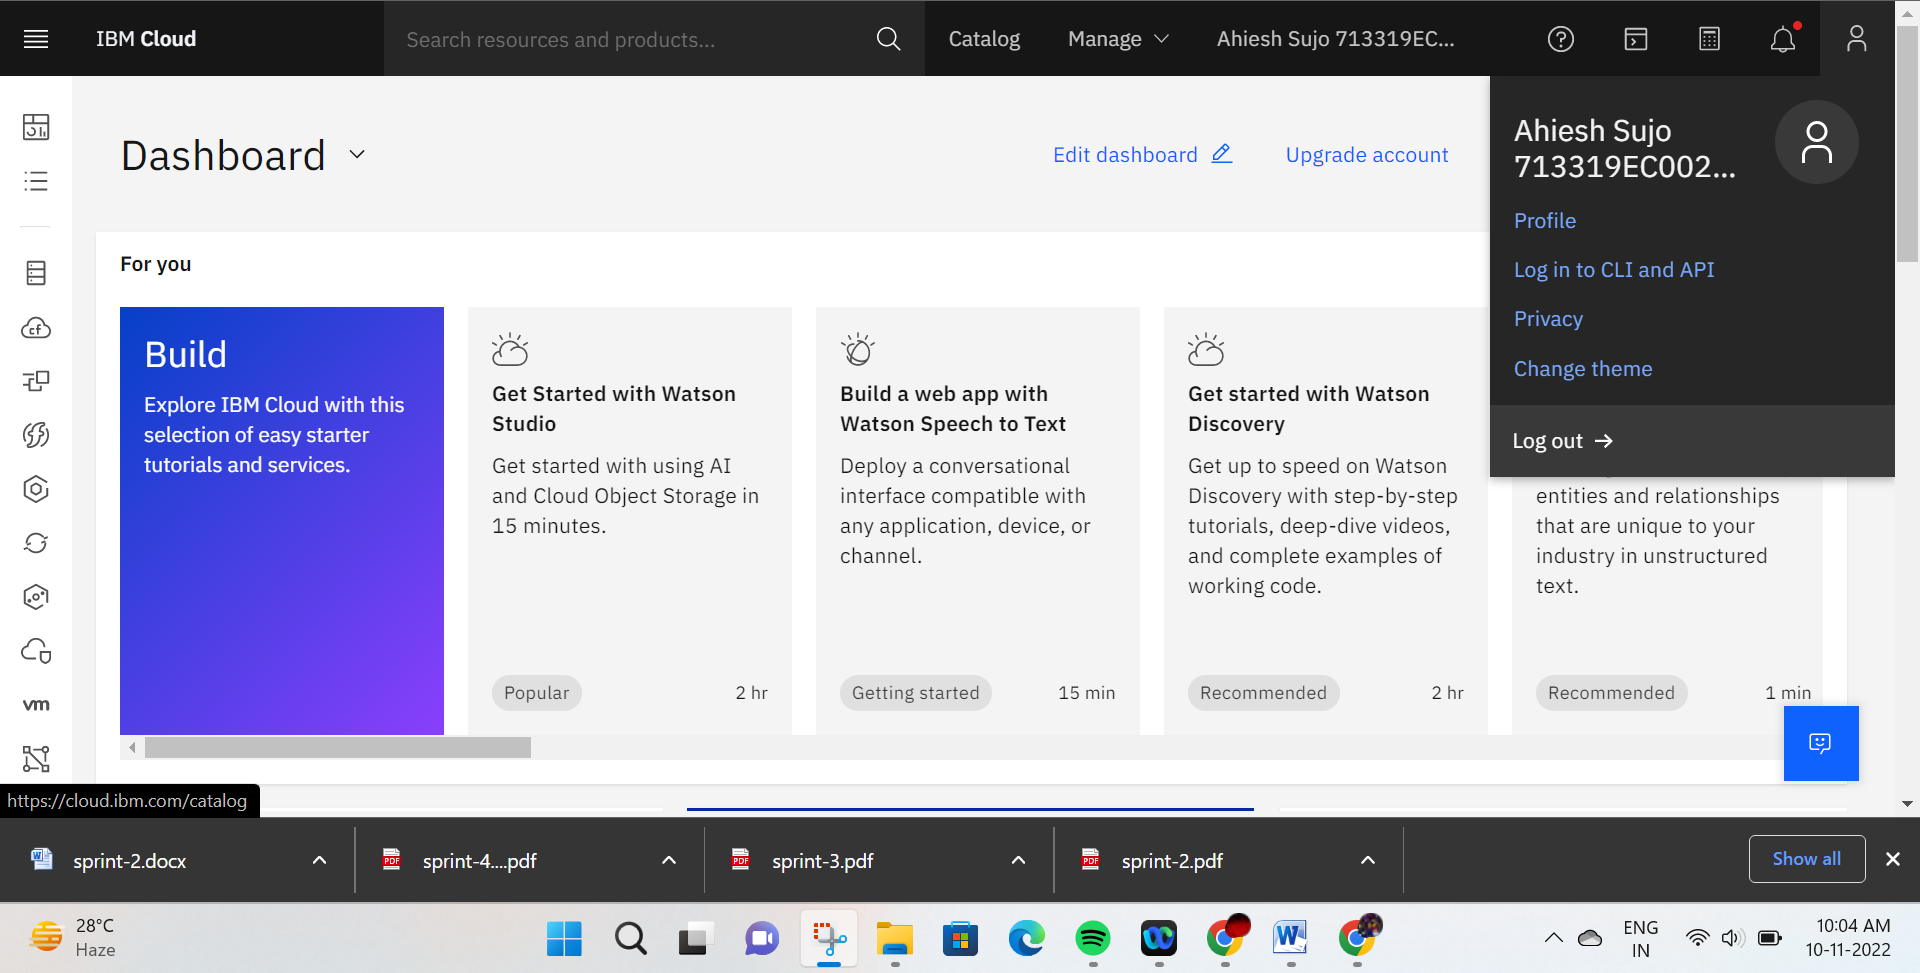 IBM Cloud
Search resources and products...
Catalog
Manage
Ahiesh Sujo 713319EC...
Ahiesh Sujo
713319EC002...
Profile
Log in to CLI and API
Privacy
Change theme
Log out
Dashboard
Edit dashboard
Upgrade account
For you
Build
Explore IBM Cloud with this
selection of easy starter
tutorials and services.
Get Started with Watson
Studio
Get started with using AI
and Cloud Object Storage in
15 minutes.
Popular
2 hr
Build a web app with
Watson Speech to Text
Deploy a conversational
interface compatible with
any application, device, or
channel.
Getting started
15 min
Get started with Watson
Discovery
Get up to speed on Watson
Discovery with step-by-step
tutorials, deep-dive videos,
and complete examples of
working code.
Recommended
2 hr
entities and relationships
that are unique to your
industry in unstructured
text.
Recommended
1 min
cf
vm
https://cloud.ibm.com/catalog
sprint-2.docx
PDF
sprint-4....pdf
PDF
sprint-3.pdf
PDF
sprint-2.pdf
Show all
28°C
Haze
ENG
IN
10:04 AM
10-11-2022